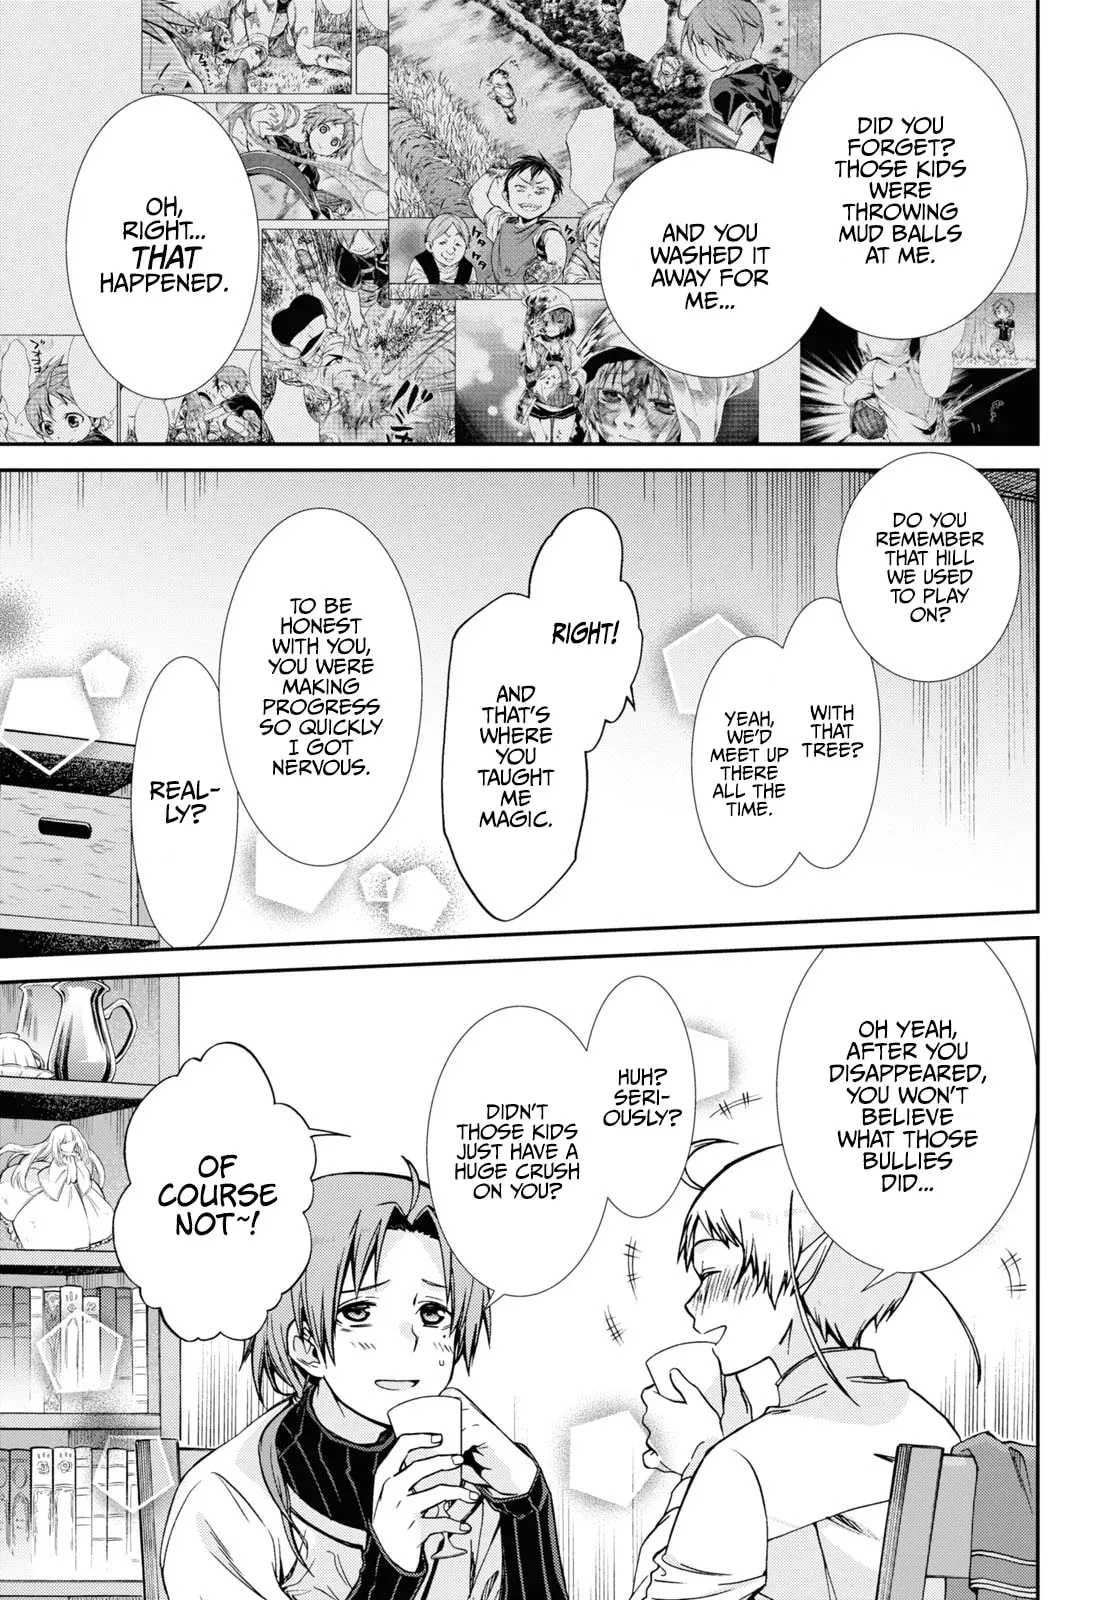 DID YOU
FORGET?
THOSE KIDS
WERE
THROWING
MUD BALLS
AT ME.
AND YOU
WASHED IT
AWAY FOR
ME...
OH,
RIGHT...
THAT
HAPPENED.
DO YOU
REMEMBER
THAT HILL
WE USED
TO PLAY
ON?
WITH
THAT
TREE?
YEAH,
WE'D
MEET UP
THERE
ALL THE
TIME.
RIGHT!
AND
THAT'S
WHERE
YOU
TAUGHT
ME
MAGIC.
TO BE
HONEST
WITH YOU,
YOU WERE
MAKING
PROGRESS
SO QUICKLY
I GOT
NERVOUS.
REAL-
LY?
OH YEAH,
AFTER YOU
DISAPPEARED,
YOU WON'T
BELIEVE
WHAT THOSE
BULLIES
DID...
HUH?
SERI-
OUSLY?
DIDN'T
THOSE KIDS
JUST HAVE A
HUGE CRUSH
ON YOU?
OF
COURSE
NOT~!